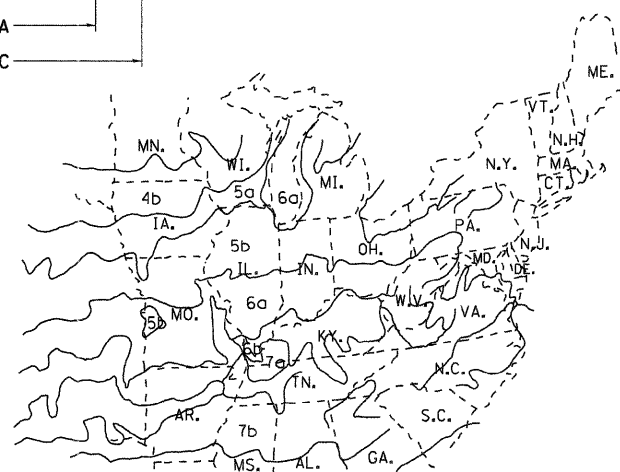 A
C
ME.
VT.
MN.
N.H.
WI.
N.Y.
MA.
MI.
CT.
4b
5a
6a
IA.
PA.
5b
OH.
N.J.
IL.
IN.
MD.
DE.
6a
W.V.
MO.
5b
VA.
KY.
6b
7a
N.C.
TN.
AR.
S.C.
7b
MS.
AL.
GA.